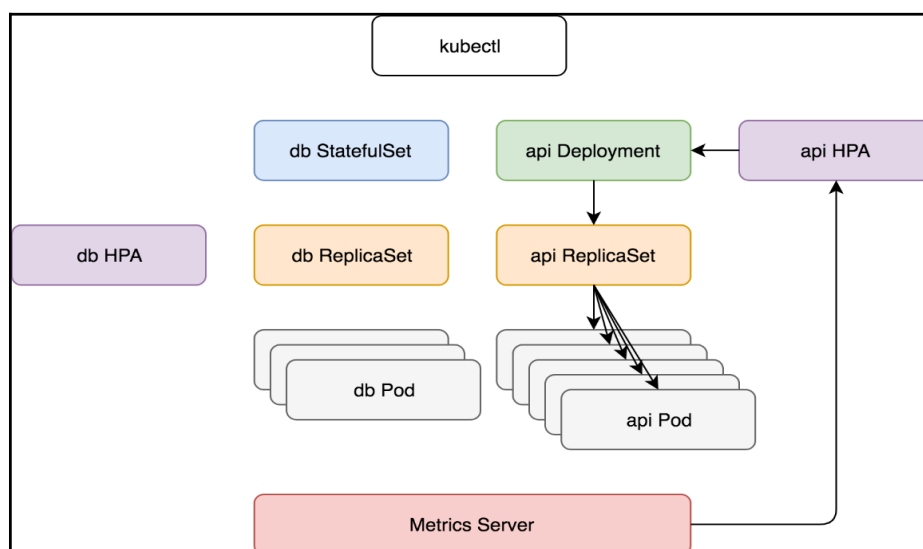 kubectl
db StatefulSet
api Deployment
api HPA
db HPA
db ReplicaSet
api ReplicaSet
db Pod
api Pod
Metrics Server